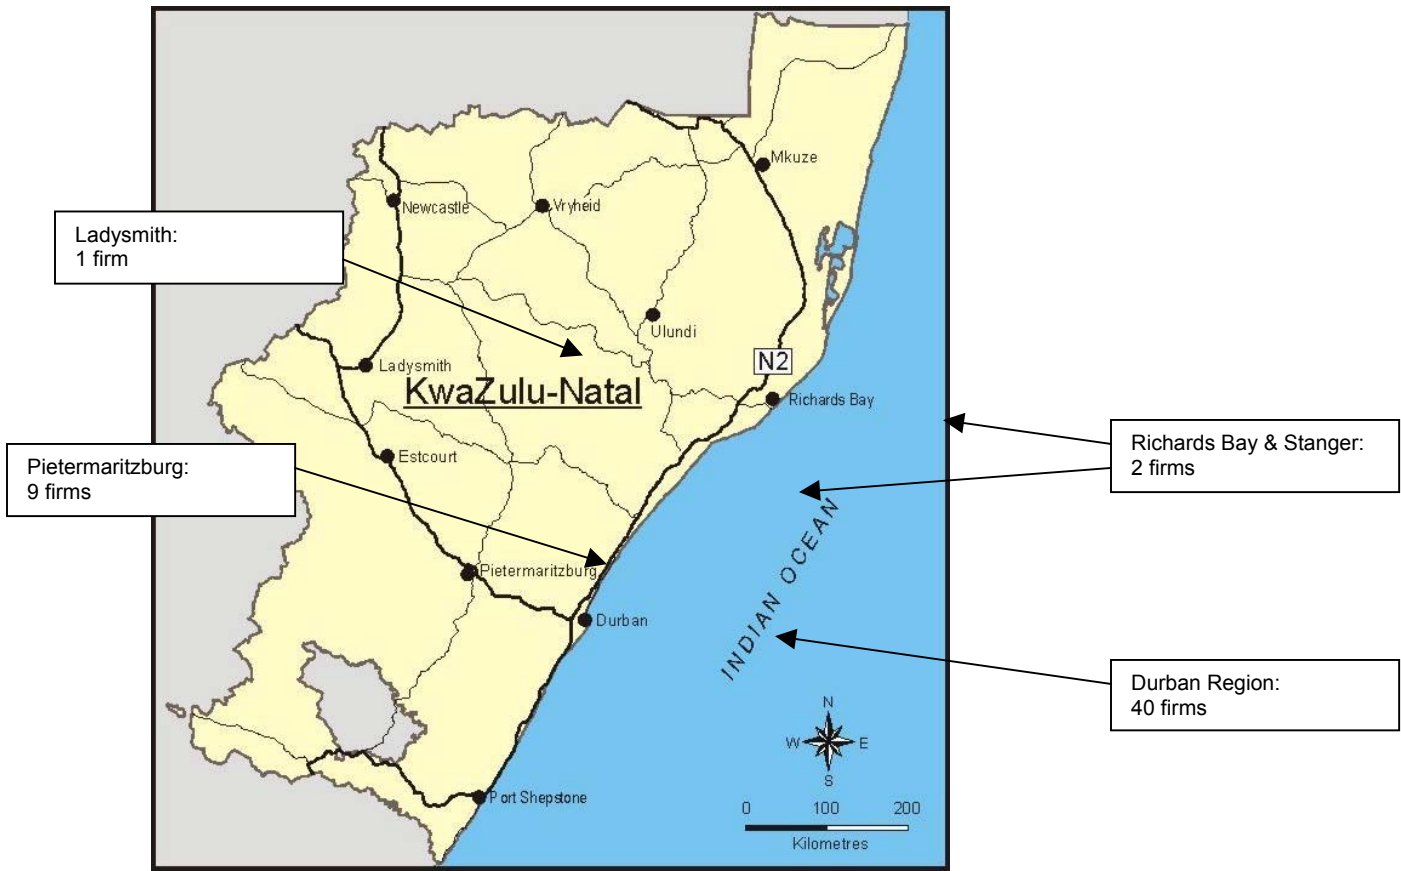 Mkuze
Newcastle
Vryheid
Ladysmith:
1 firm
Ulundi
N2
Ladysmith
KwaZulu-Natal
Richards Bay
Richards Bay & Stanger:
2 firms
Estcourt
Pietermaritzburg:
9 firms
INDIAN OCEAN
Pietermaritzburg
Durban
Durban Region:
40 firms
N
W E
S
Port Shepstone
0 100 200
Kilometres